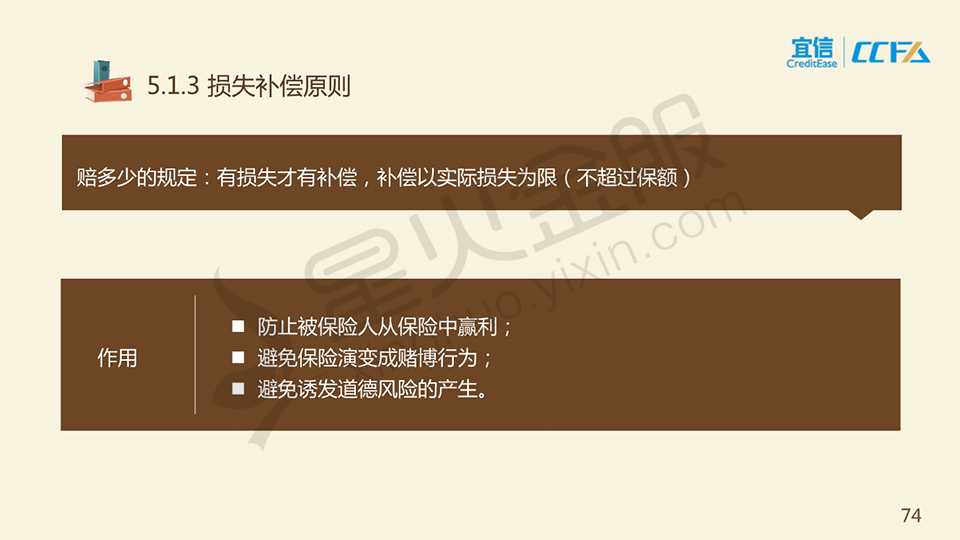 宜信
CreditEase
CCFA
5.1.3 损失补偿原则
赔多少的规定：有损失才有补偿，补偿以实际损失为限（不超过保额）
作用
■ 防止被保险人从保险中赢利；
■ 避免保险演变成赌博行为；
■ 避免诱发道德风险的产生。
星火金服
74